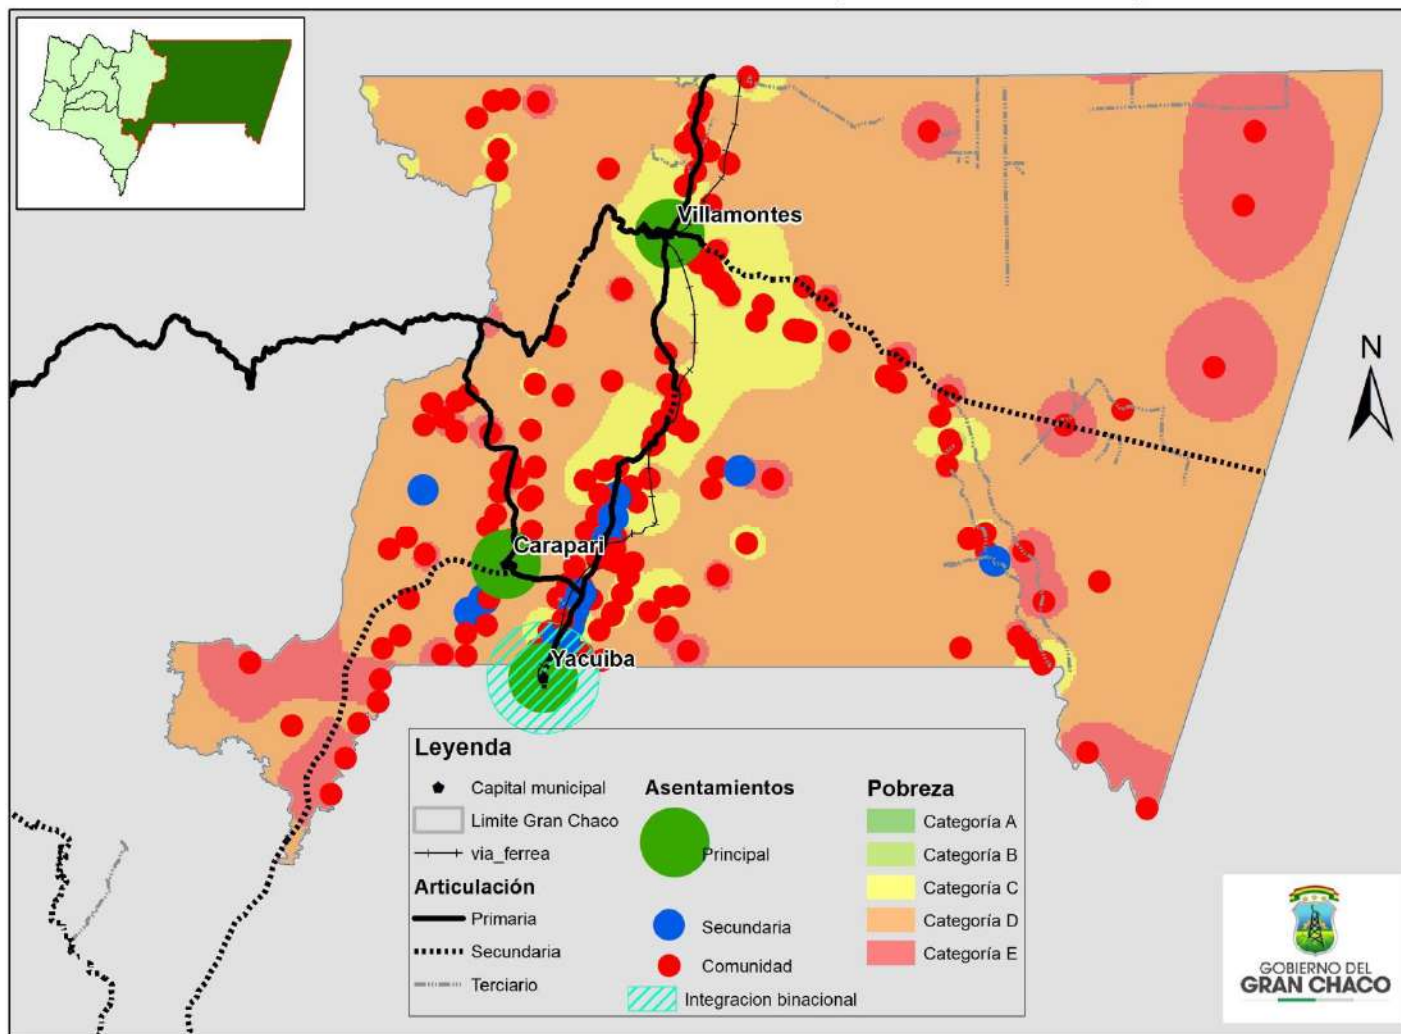 N
Villamontes
Carapari
Yacuiba
Leyenda
Capital municipal
Limite Gran Chaco
via_ferrea
Articulación
Primaria
Secundaria
Terciario
Asentamientos
Principal
Secundaria
Comunidad
Integracion binacional
Pobreza
Categoría A
Categoría B
Categoría C
Categoría D
Categoría E
GOBIERNO DEL
GRAN CHACO